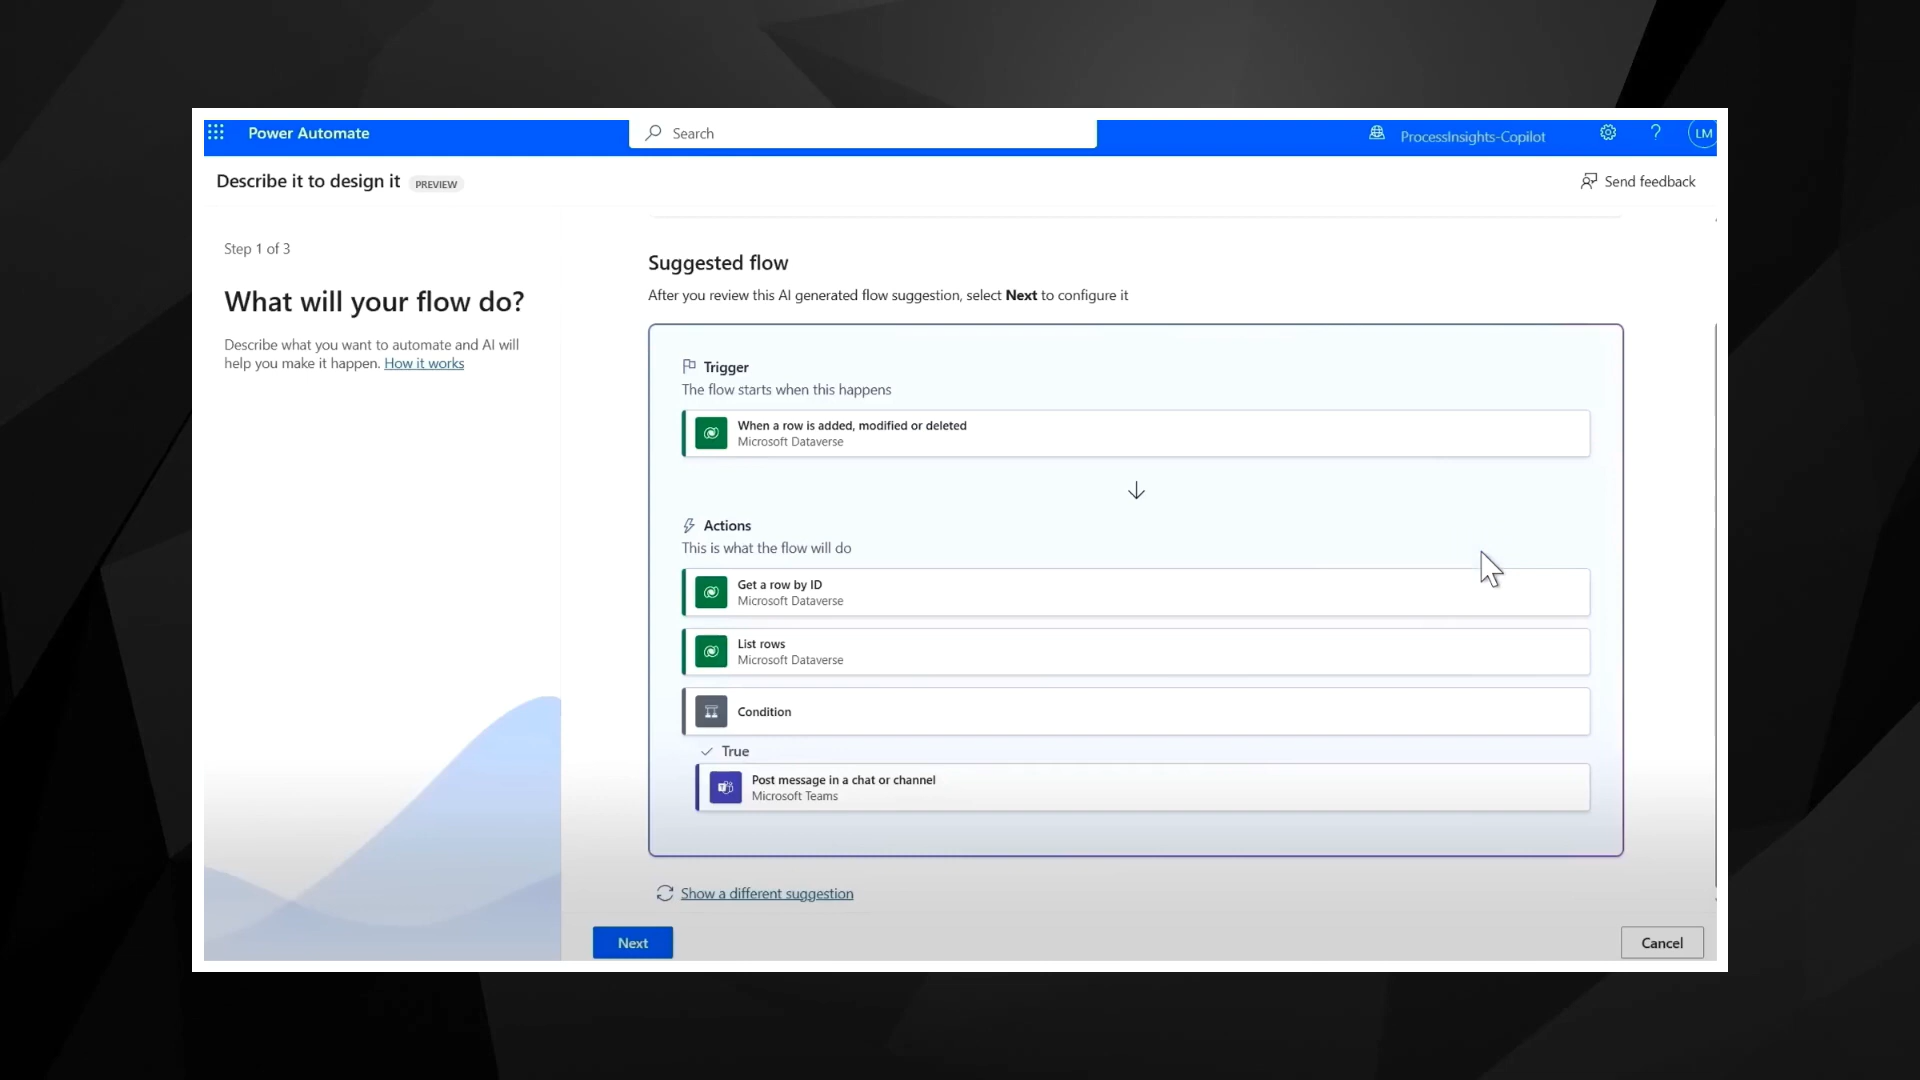 Power Automate
Search
ProcessInsights-Copilot
?
LM
Describe it to design it PREVIEW
Send feedback
Step 1 of 3
What will your flow do?
Describe what you want to automate and AI will
help you make it happen. How it works
Suggested flow
After you review this AI generated flow suggestion, select Next to configure it
Trigger
The flow starts when this happens
When a row is added, modified or deleted
Microsoft Dataverse
Actions
This is what the flow will do
Get a row by ID
Microsoft Dataverse
List rows
Microsoft Dataverse
Condition
True
Post message in a chat or channel
Microsoft Teams
Show a different suggestion
Next
Cancel